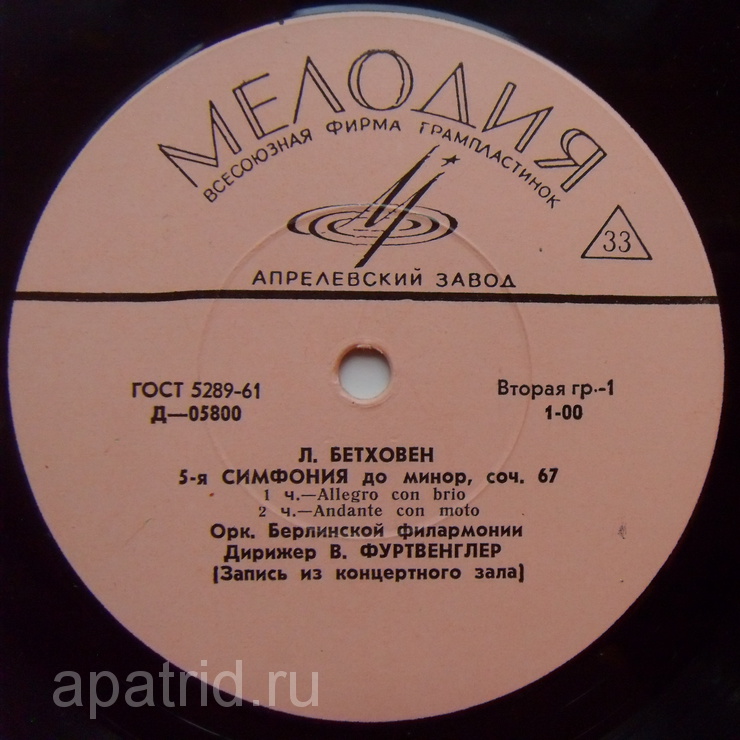 МЕЛОДИЯ
ВСЕСОЮЗНАЯ ФИРМА ГРАМПЛАСТИНОК
33
АПРЕЛЕВСКИЙ ЗАВОД
ГОСТ 5289-61
Д—05800
Вторая гр.-1
1-00
Л. БЕТХОВЕН
5-я СИМФОНИЯ до минор, соч. 67
1 ч.—Allegro con brio
2 ч.—Andante con moto
Орк. Берлинской филармонии
Дирижер В. ФУРТВЕНГЛЕР
(Запись из концертного зала)
apatrid.ru